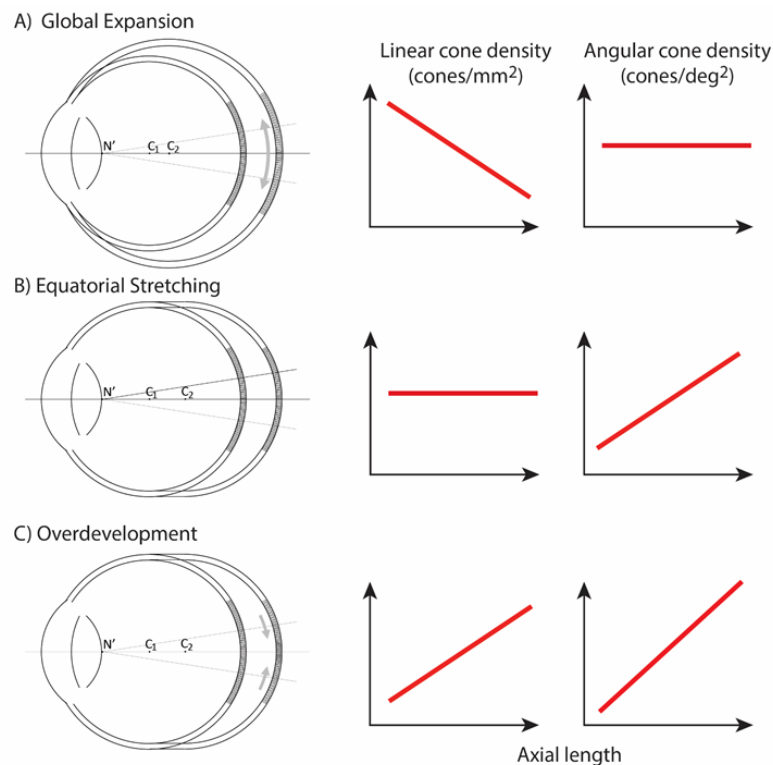 A) Global Expansion
Linear cone density
(cones/mm²)
Angular cone density
(cones/deg²)
N' C₁ C₂
B) Equatorial Stretching
N' C₁ C₂
C) Overdevelopment
N' C₁ C₂
Axial length